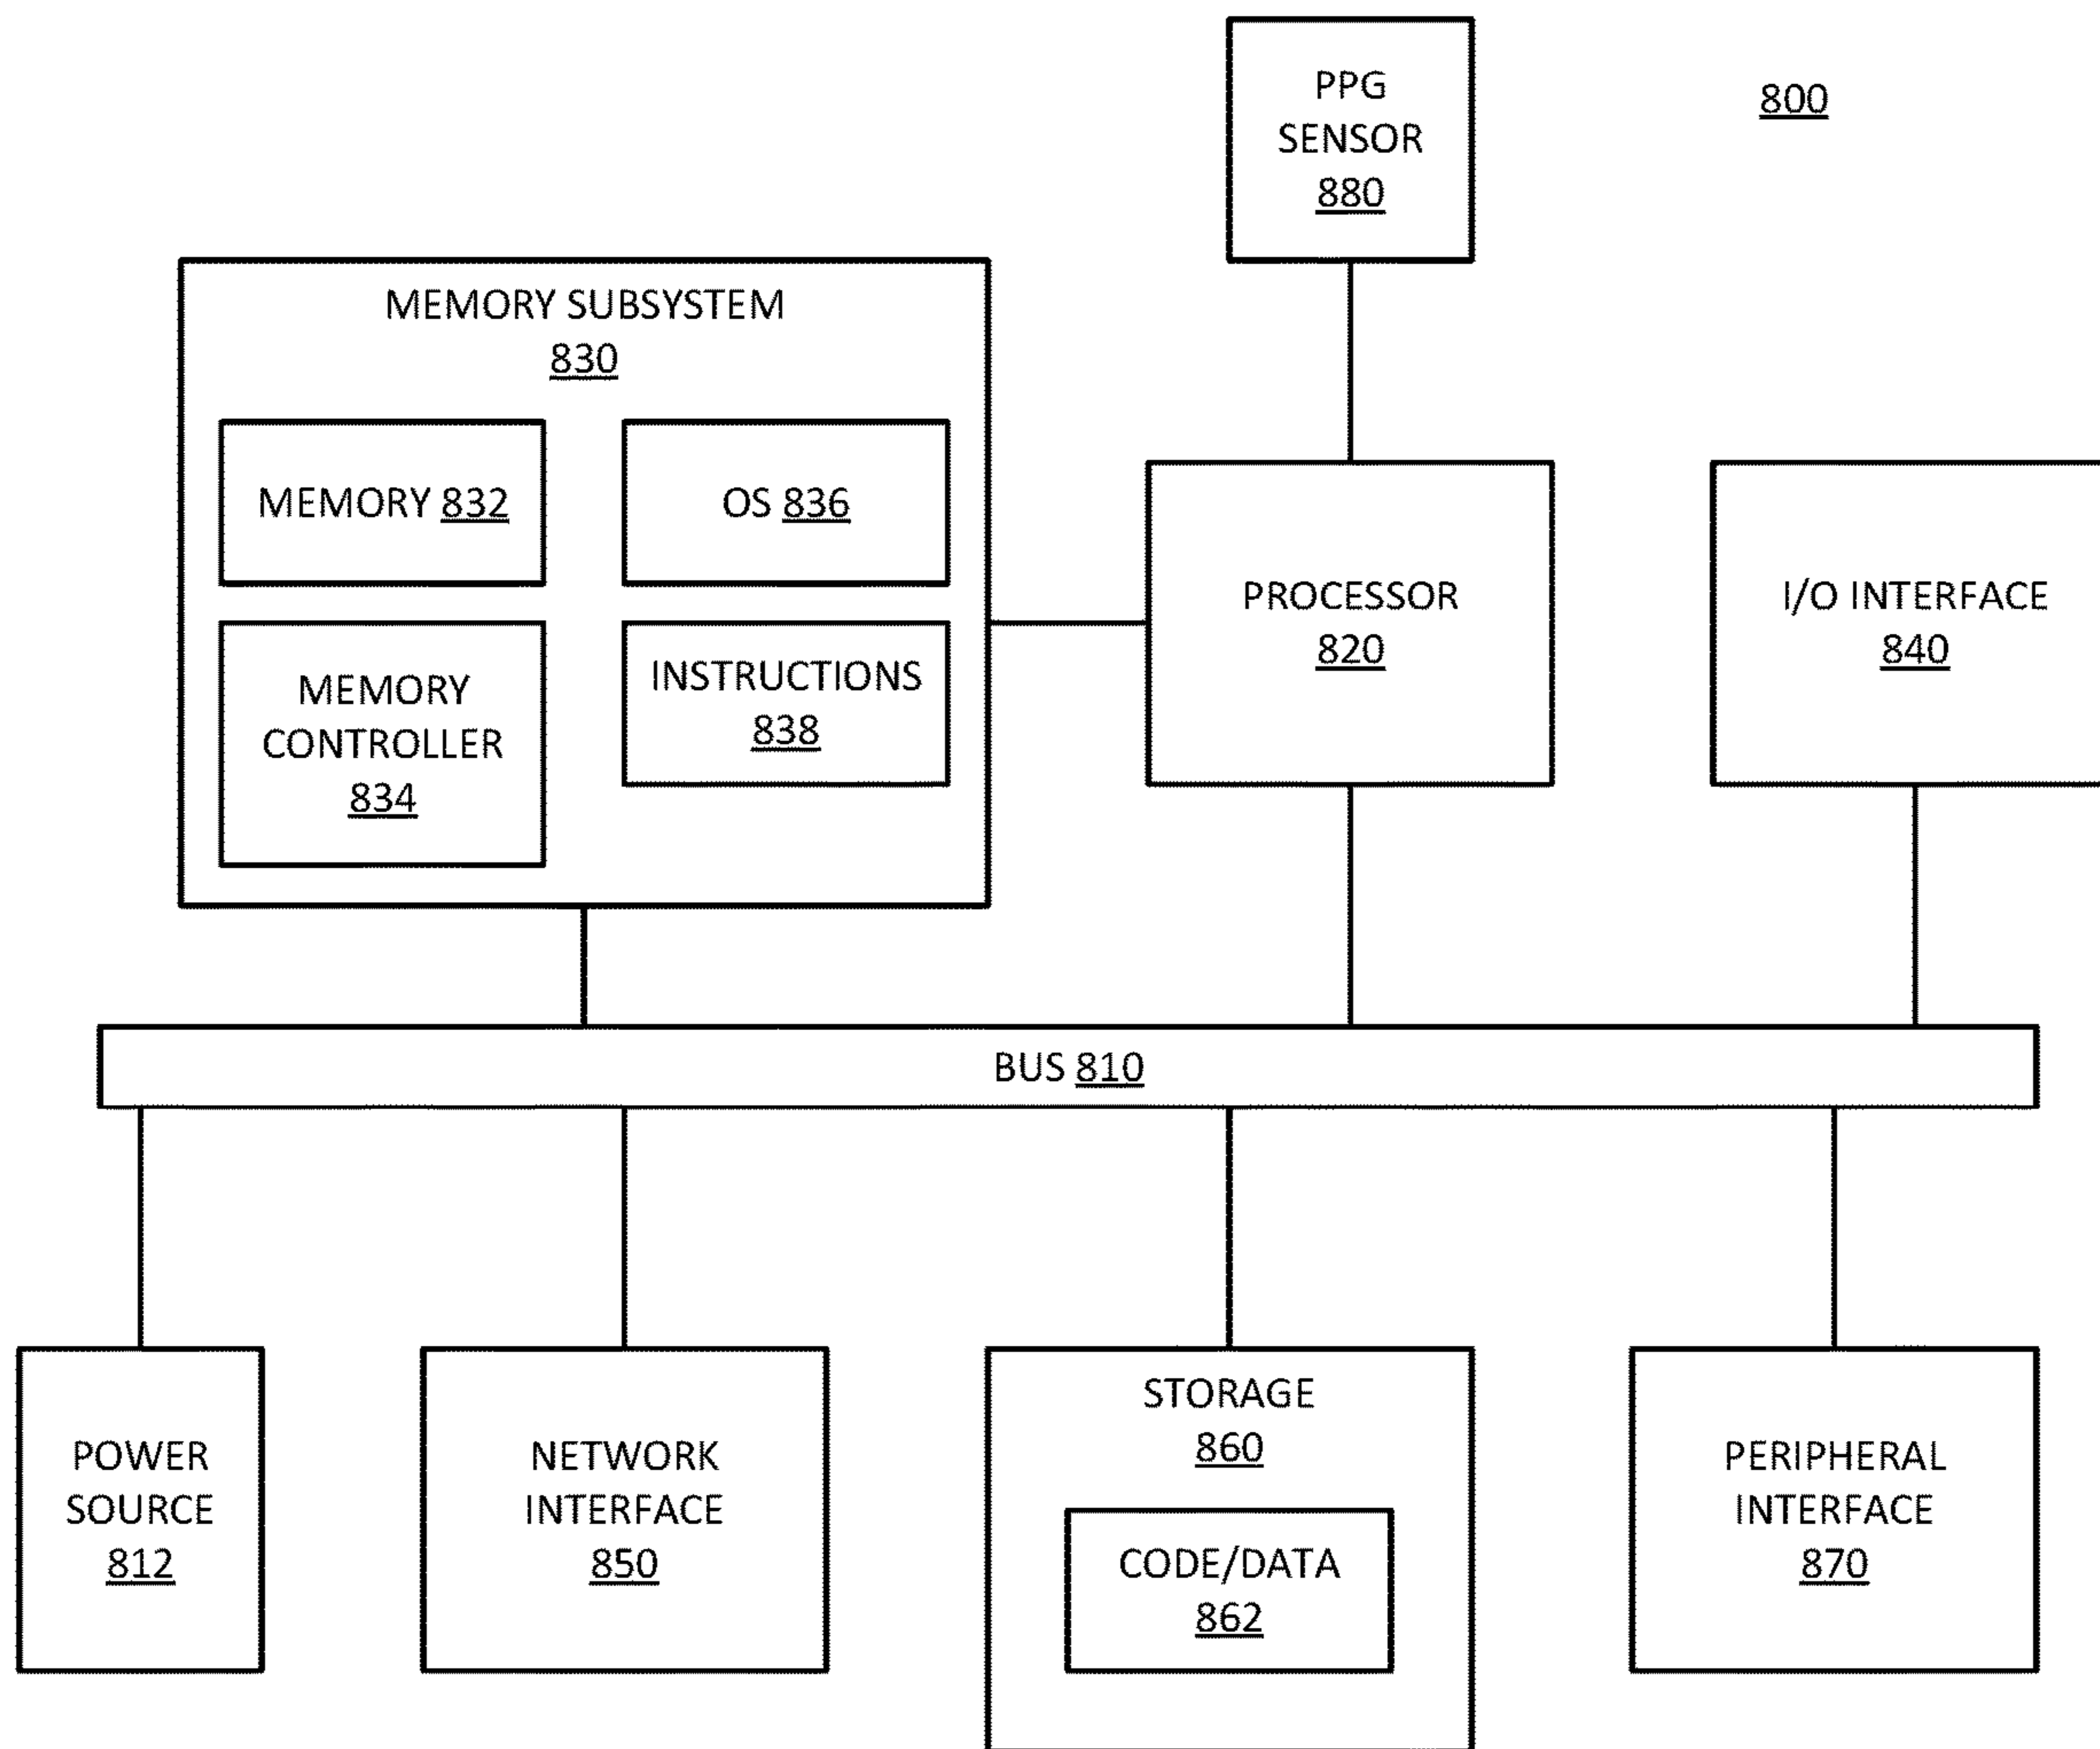 PPG
SENSOR
880
800
MEMORY SUBSYSTEM
830
MEMORY 832
OS 836
MEMORY
CONTROLLER
834
INSTRUCTIONS
838
PROCESSOR
820
I/O INTERFACE
840
BUS 810
POWER
SOURCE
812
NETWORK
INTERFACE
850
STORAGE
860
CODE/DATA
862
PERIPHERAL
INTERFACE
870